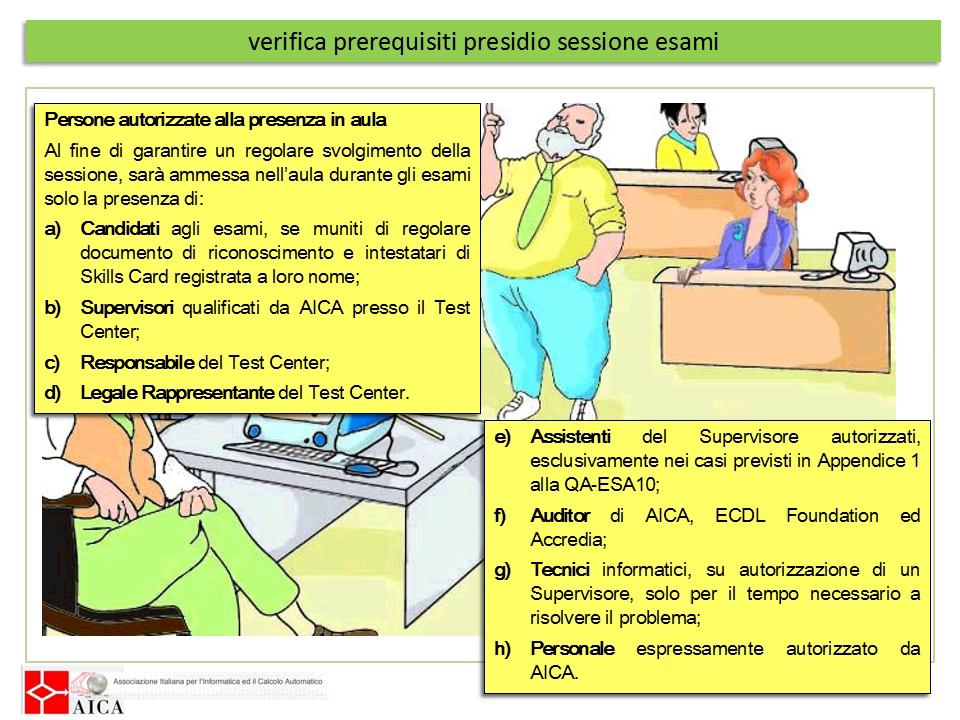 verifica prerequisiti presidio sessione esami
Persone autorizzate alla presenza in aula
Al fine di garantire un regolare svolgimento della
sessione, sarà ammessa nell'aula durante gli esami
solo la presenza di:
a) Candidati agli esami, se muniti di regolare
documento di riconoscimento e intestatari di
Skills Card registrata a loro nome;
b) Supervisori qualificati da AICA presso il Test
Center;
c) Responsabile del Test Center;
d) Legale Rappresentante del Test Center.
e) Assistenti del Supervisore autorizzati,
esclusivamente nei casi previsti in Appendice 1
alla QA-ESA10;
f) Auditor di AICA, ECDL Foundation ed
Accredia;
g) Tecnici informatici, su autorizzazione di un
Supervisore, solo per il tempo necessario a
risolvere il problema;
h) Personale espressamente autorizzato da
AICA.
Associazione Italiana per l'Informatica ed il Calcolo Automatico
AICA